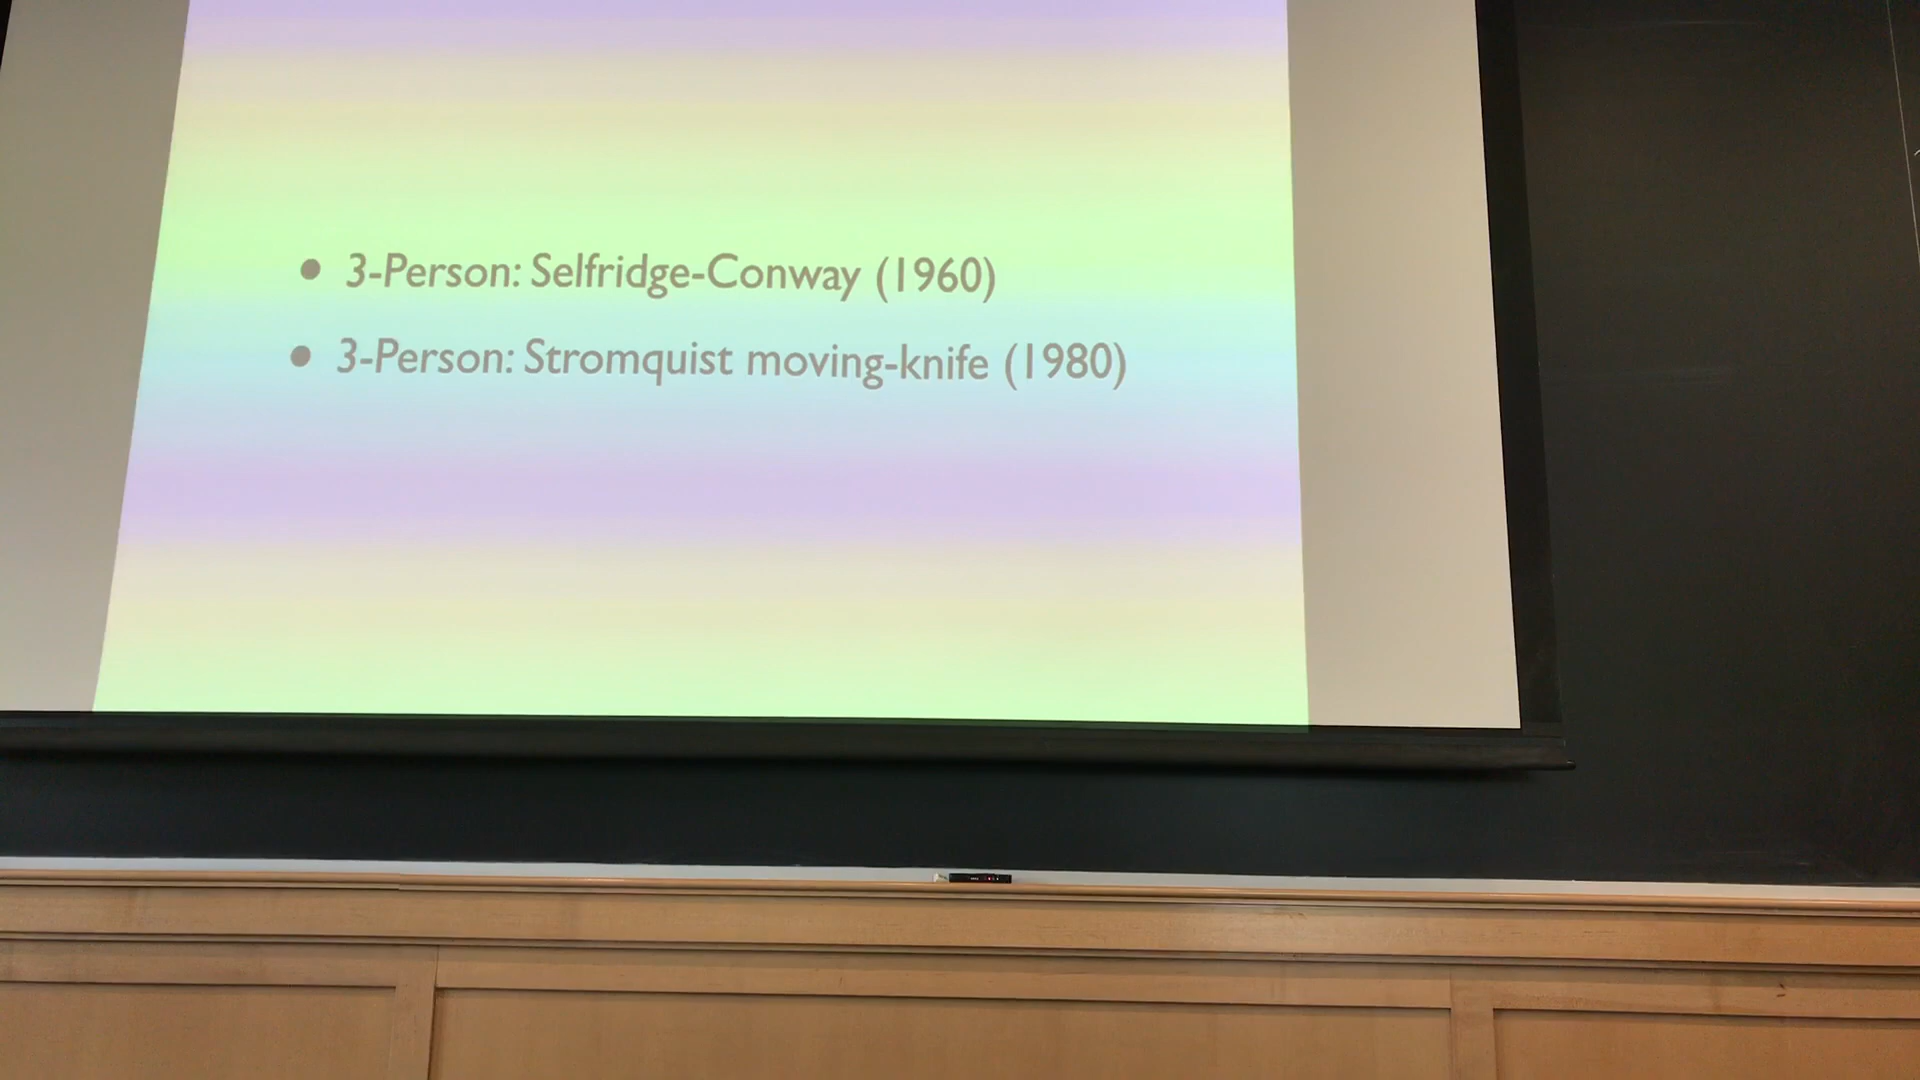 • 3-Person: Selfridge-Conway (1960)
• 3-Person: Stromquist moving-knife (1980)